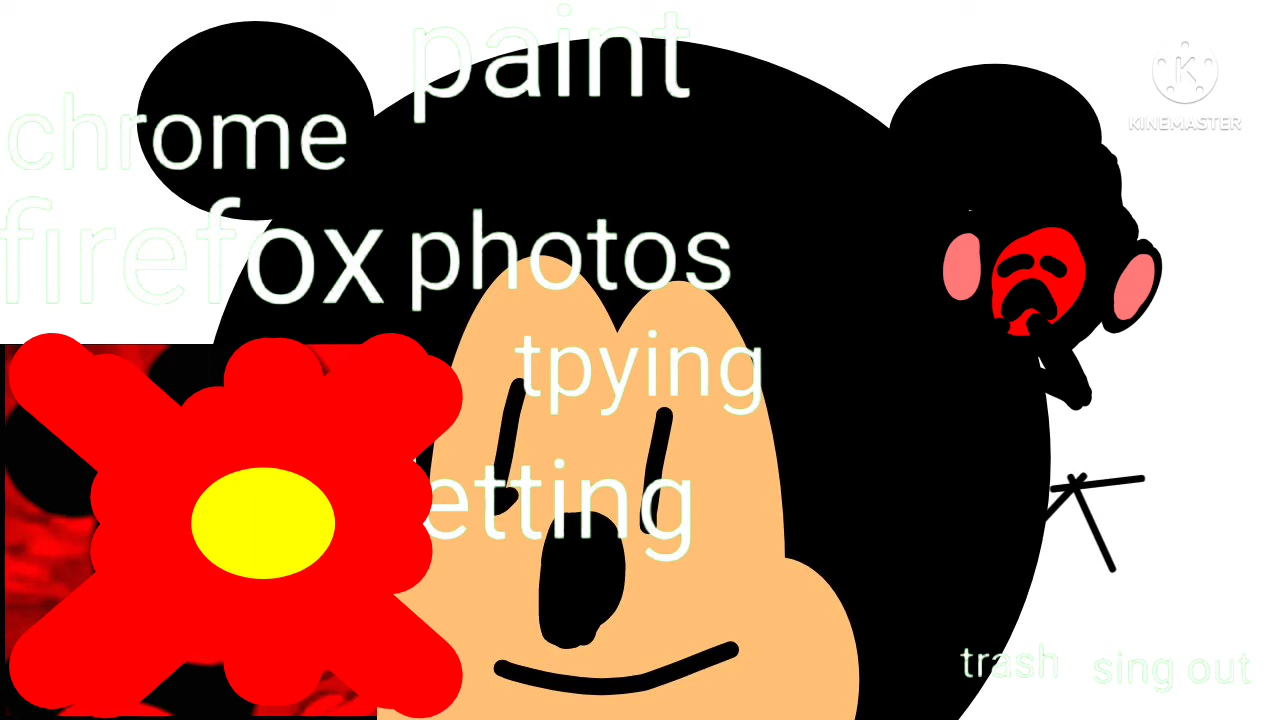 paint
chrome
firefox
photos
tpying
etting
trash
sing out
KINEMASTER